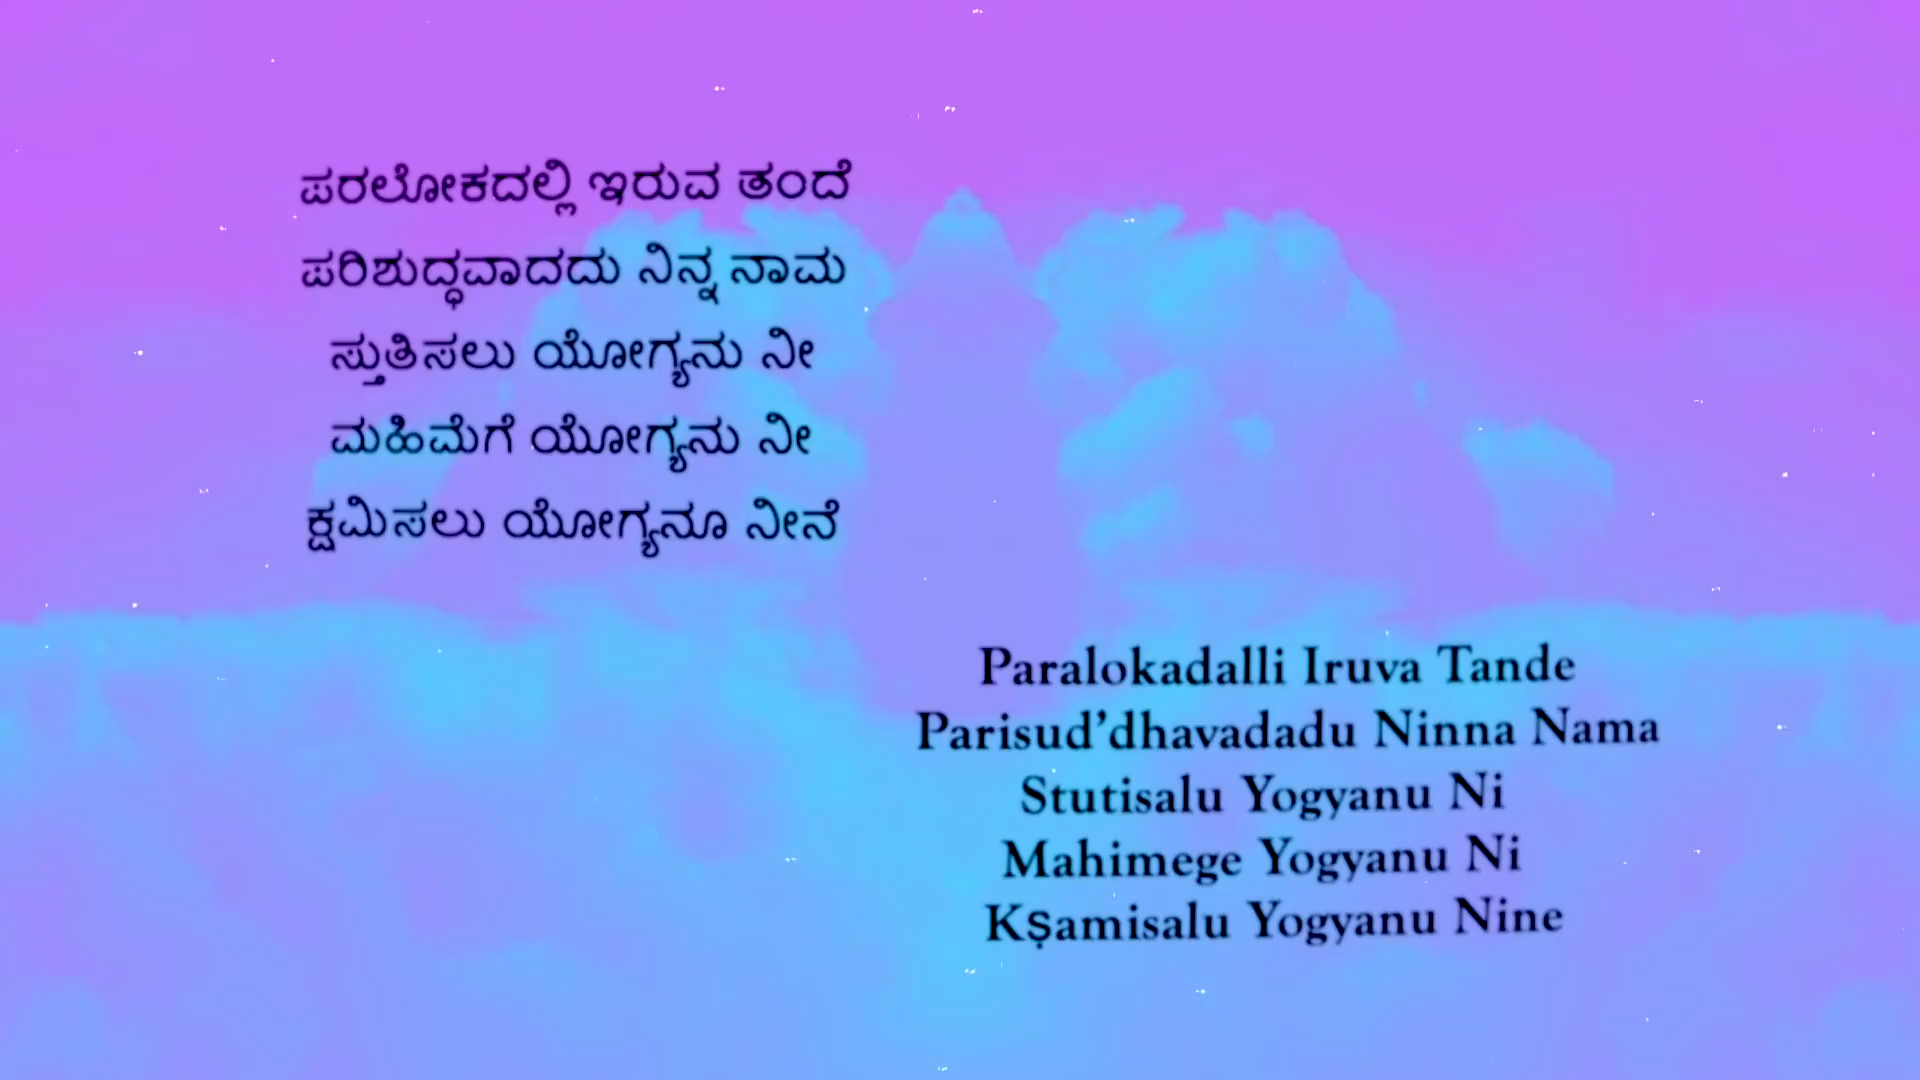 ಪರಲೋಕದಲ್ಲಿ ಇರುವ ತಂದೆ
ಪರಿಶುದ್ಧವಾದದು ನಿನ್ನ ನಾಮ
ಸ್ತುತಿಸಲು ಯೋಗ್ಯನು ನೀ
ಮಹಿಮೆಗೆ ಯೋಗ್ಯನು ನೀ
ಕ್ಷಮಿಸಲು ಯೋಗ್ಯನೂ ನೀನೆ
Paralokadalli Iruva Tande
Parisud’dhavadadu Ninna Nama
Stutisalu Yogyanu Ni
Mahimege Yogyanu Ni
Kṣamisalu Yogyanu Nine